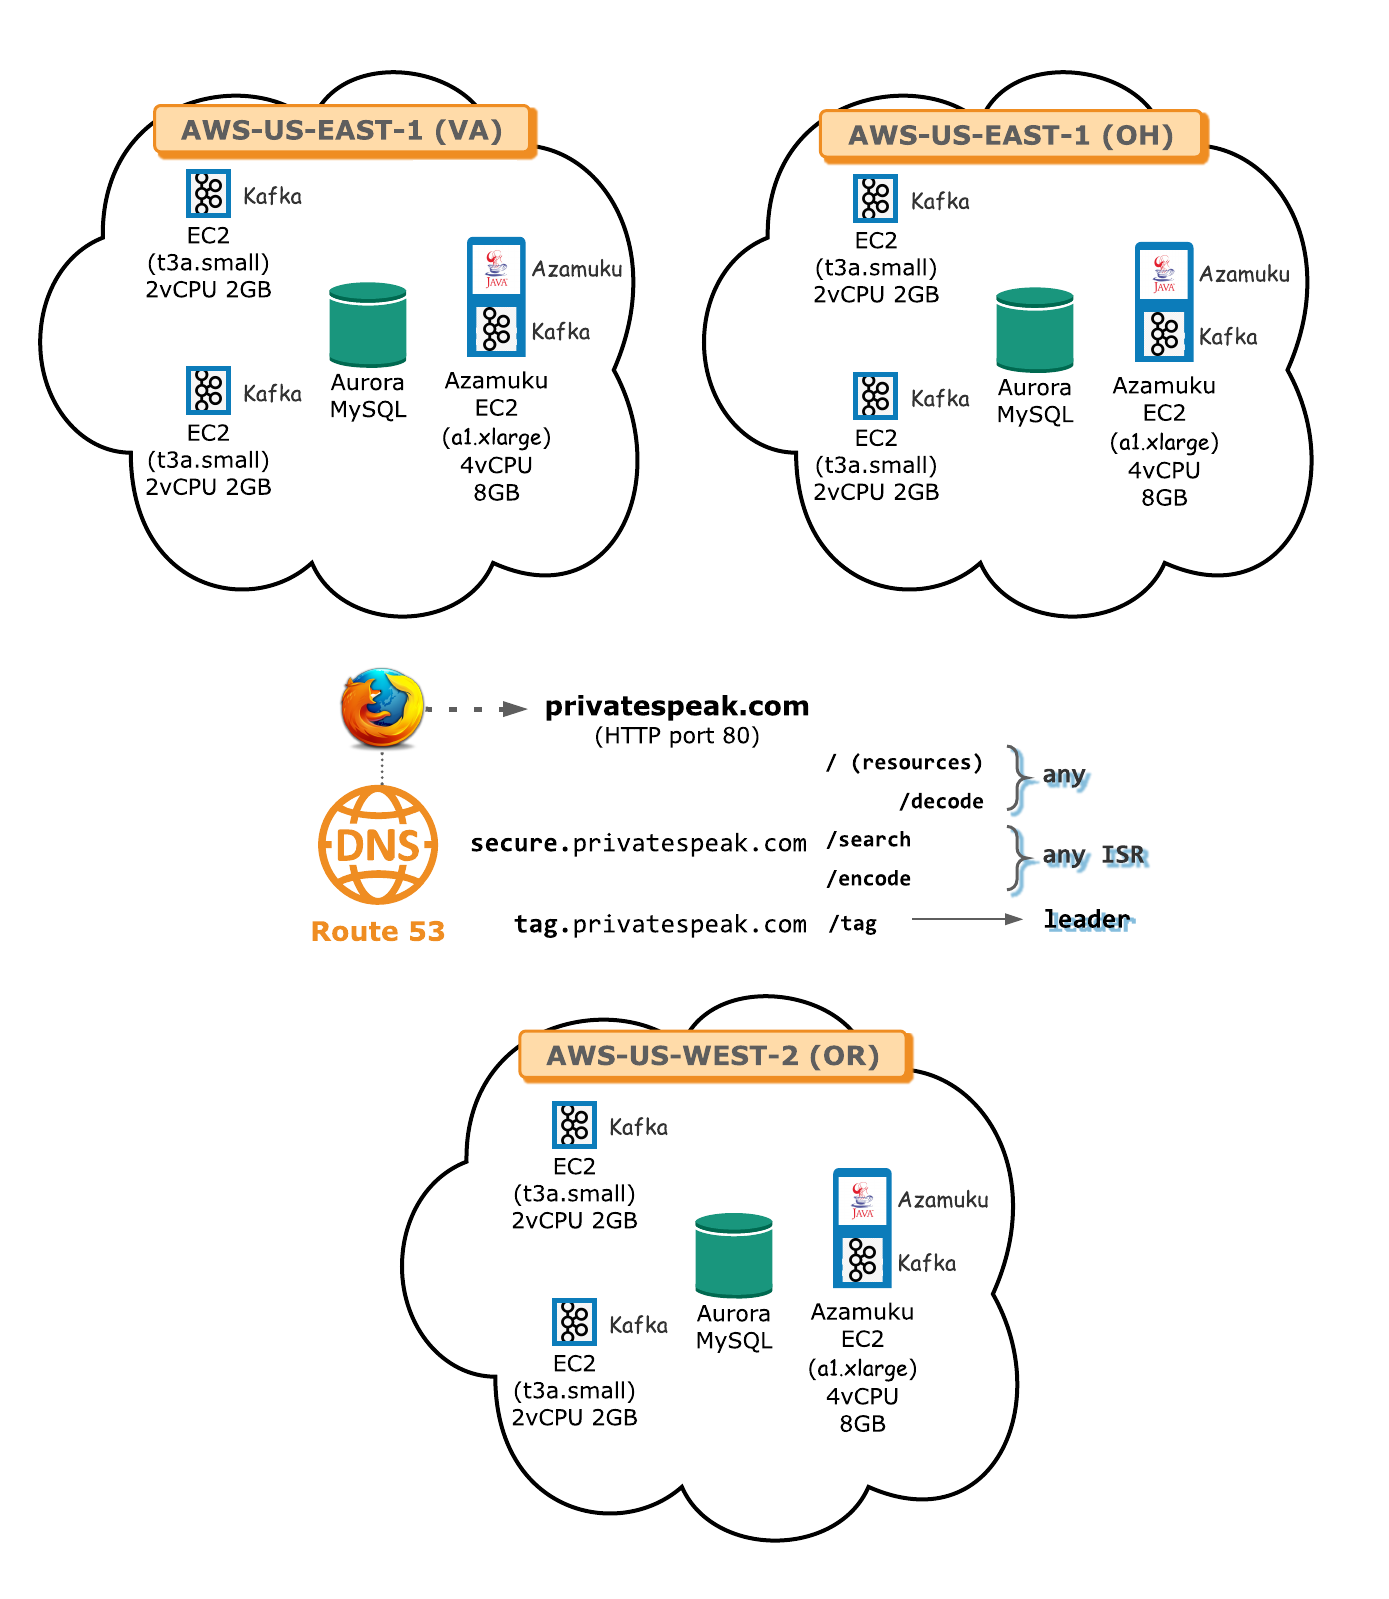 AWS-US-EAST-1 (VA)
Kafka
EC2
(t3a.small)
2vCPU 2GB
Kafka
EC2
(t3a.small)
2vCPU 2GB
Aurora
MySQL
JAVA
Azamuku
Kafka
Azamuku
EC2
(a1.xlarge)
4vCPU
8GB
AWS-US-EAST-1 (OH)
Kafka
EC2
(t3a.small)
2vCPU 2GB
Kafka
EC2
(t3a.small)
2vCPU 2GB
Aurora
MySQL
JAVA
Azamuku
Kafka
Azamuku
EC2
(a1.xlarge)
4vCPU
8GB
privatespeak.com
(HTTP port 80)
/ (resources)
/decode
any
DNS
Route 53
secure.privatespeak.com /search
/encode
any ISR
tag.privatespeak.com /tag
leader
AWS-US-WEST-2 (OR)
Kafka
EC2
(t3a.small)
2vCPU 2GB
Kafka
EC2
(t3a.small)
2vCPU 2GB
Aurora
MySQL
JAVA
Azamuku
Kafka
Azamuku
EC2
(a1.xlarge)
4vCPU
8GB